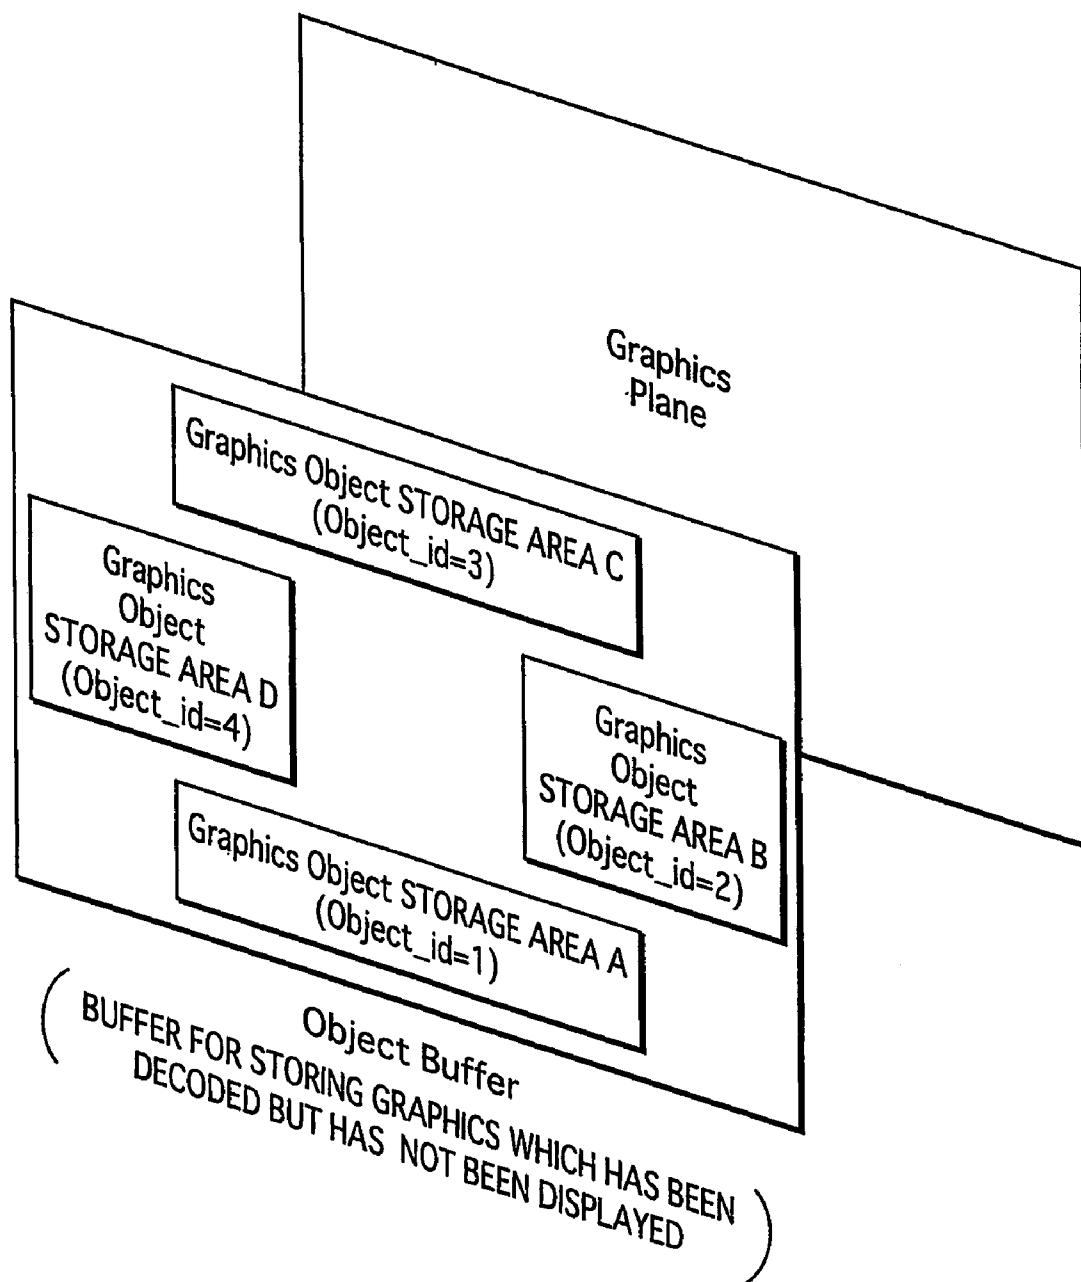 Graphics
Plane
Graphics Object STORAGE AREA C
(Object_id=3)
Graphics
Object
STORAGE AREA D
(Object_id=4)
Graphics
Object
STORAGE AREA B
(Object_id=2)
Graphics Object STORAGE AREA A
(Object_id=1)
Object Buffer
(BUFFER FOR STORING GRAPHICS WHICH HAS BEEN
DECODED BUT HAS NOT BEEN DISPLAYED)